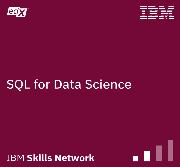 edX
IBM
SQL for Data Science
IBM Skills Network